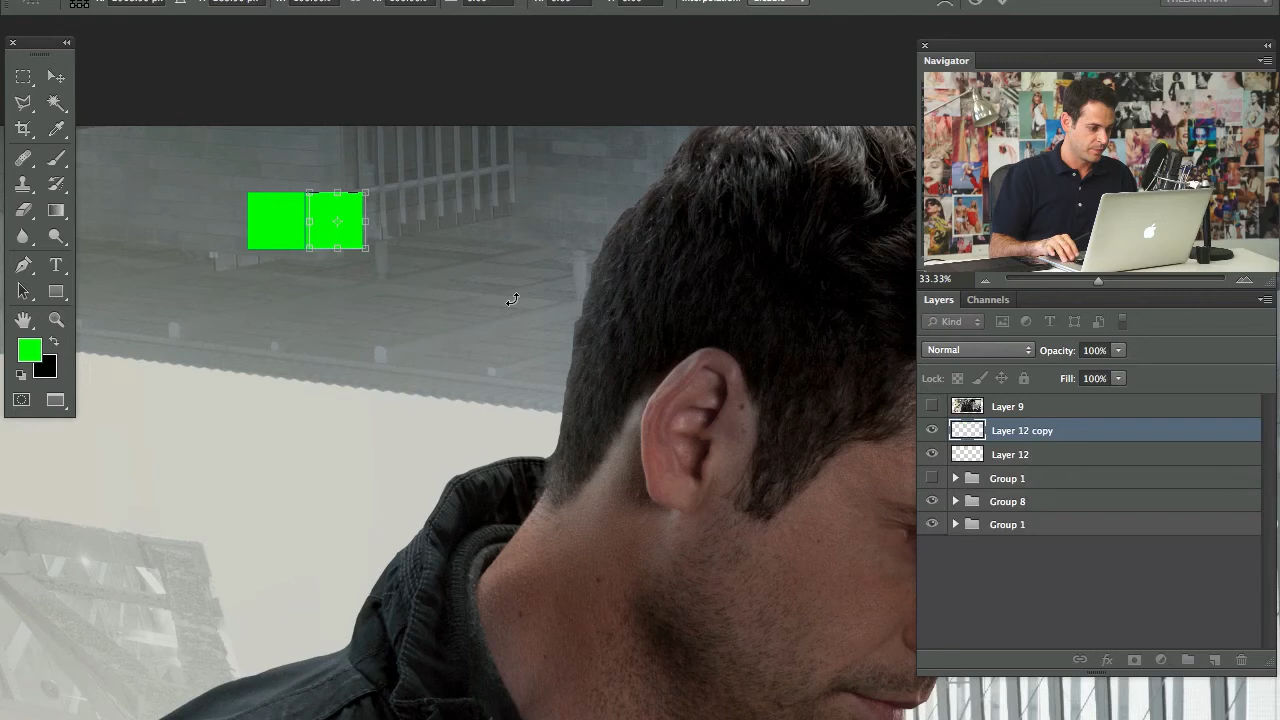 Navigator
33.33%
Layers
Channels
Kind
T
Normal
Opacity: 100%
Lock:
Fill: 100%
Layer 9
Layer 12 copy
Layer 12
Group 1
Group 8
Group 1
fx
T